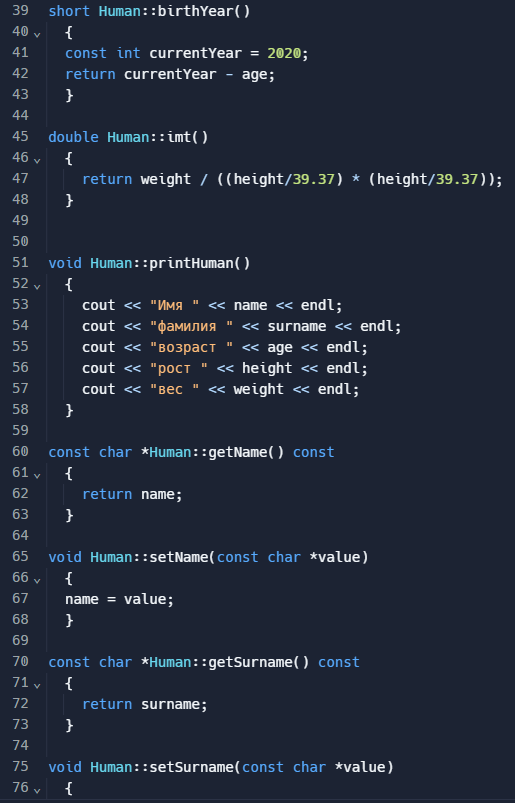 39 short Human::birthYear()
40 {
41 const int currentYear = 2020;
42 return currentYear - age;
43 }
44
45 double Human::imt()
46 {
47 return weight / ((height/39.37) * (height/39.37));
48 }
49
50
51 void Human::printHuman()
52 {
53 cout << "Имя " << name << endl;
54 cout << "фамилия " << surname << endl;
55 cout << "возраст " << age << endl;
56 cout << "рост " << height << endl;
57 cout << "вес " << weight << endl;
58 }
59
60 const char *Human::getName() const
61 {
62 return name;
63 }
64
65 void Human::setName(const char *value)
66 {
67 name = value;
68 }
69
70 const char *Human::getSurname() const
71 {
72 return surname;
73 }
74
75 void Human::setSurname(const char *value)
76 {